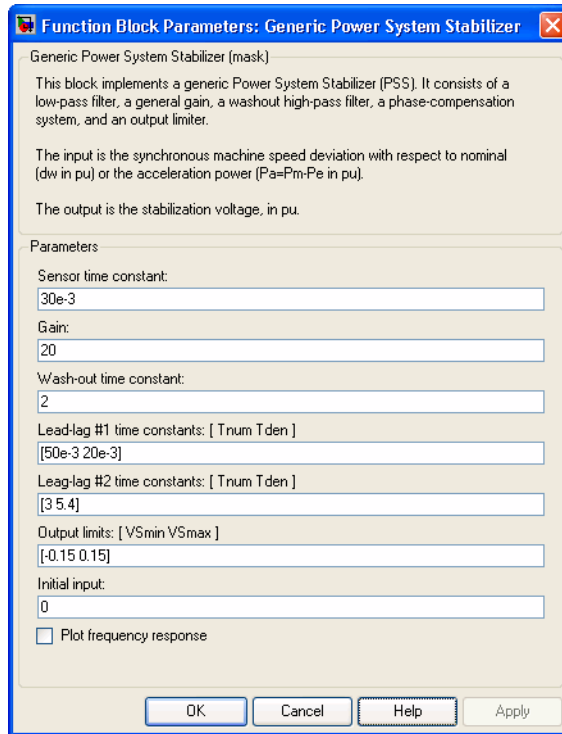 Function Block Parameters: Generic Power System Stabilizer
Generic Power System Stabilizer (mask)
This block implements a generic Power System Stabilizer (PSS). It consists of a
low-pass filter, a general gain, a washout high-pass filter, a phase-compensation
system, and an output limiter.
The input is the synchronous machine speed deviation with respect to nominal
(dw in pu) or the acceleration power (Pa=Pm-Pe in pu).
The output is the stabilization voltage, in pu.
Parameters
Sensor time constant:
30e-3
Gain:
20
Wash-out time constant:
2
Lead-lag #1 time constants: [ Tnum Tden ]
[50e-3 20e-3]
Leag-lag #2 time constants: [ Tnum Tden ]
[3 5.4]
Output limits: [ VSmin VSmax ]
[-0.15 0.15]
Initial input:
0
Plot frequency response
OK Cancel Help Apply